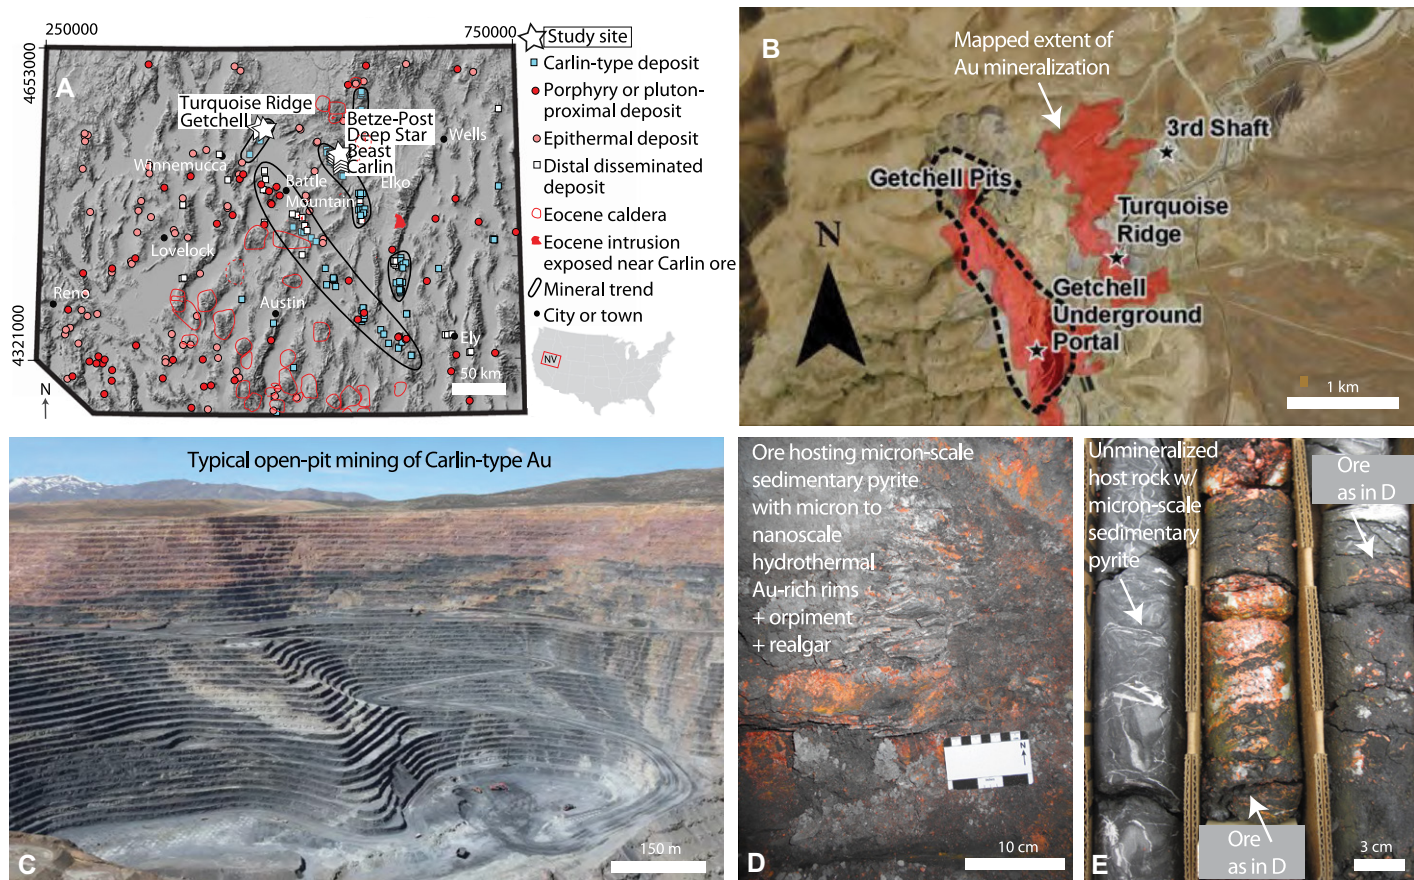 250000
750000
4653000
4321000
A
Turquoise Ridge
Getchell
Betze-Post
Deep Star
Beast
Carlin
Wells
Winnemucca
Battle
Mountain
Elko
Lovelock
Reno
Austin
Ely
50 km
N
Study site
Carlin-type deposit
Porphyry or pluton-
proximal deposit
Epithermal deposit
Distal disseminated
deposit
Eocene caldera
Eocene intrusion
exposed near Carlin ore
Mineral trend
City or town
NV
B
Mapped extent of
Au mineralization
3rd Shaft
Getchell Pits
Turquoise
Ridge
N
Getchell
Underground
Portal
1 km
Typical open-pit mining of Carlin-type Au
C
150 m
Ore hosting micron-scale
sedimentary pyrite
with micron to
nanoscale
hydrothermal
Au-rich rims
+ orpiment
+ realgar
N
D
10 cm
Unmineralized
host rock w/
micron-scale
sedimentary
pyrite
Ore
as in D
Ore
as in D
E
3 cm